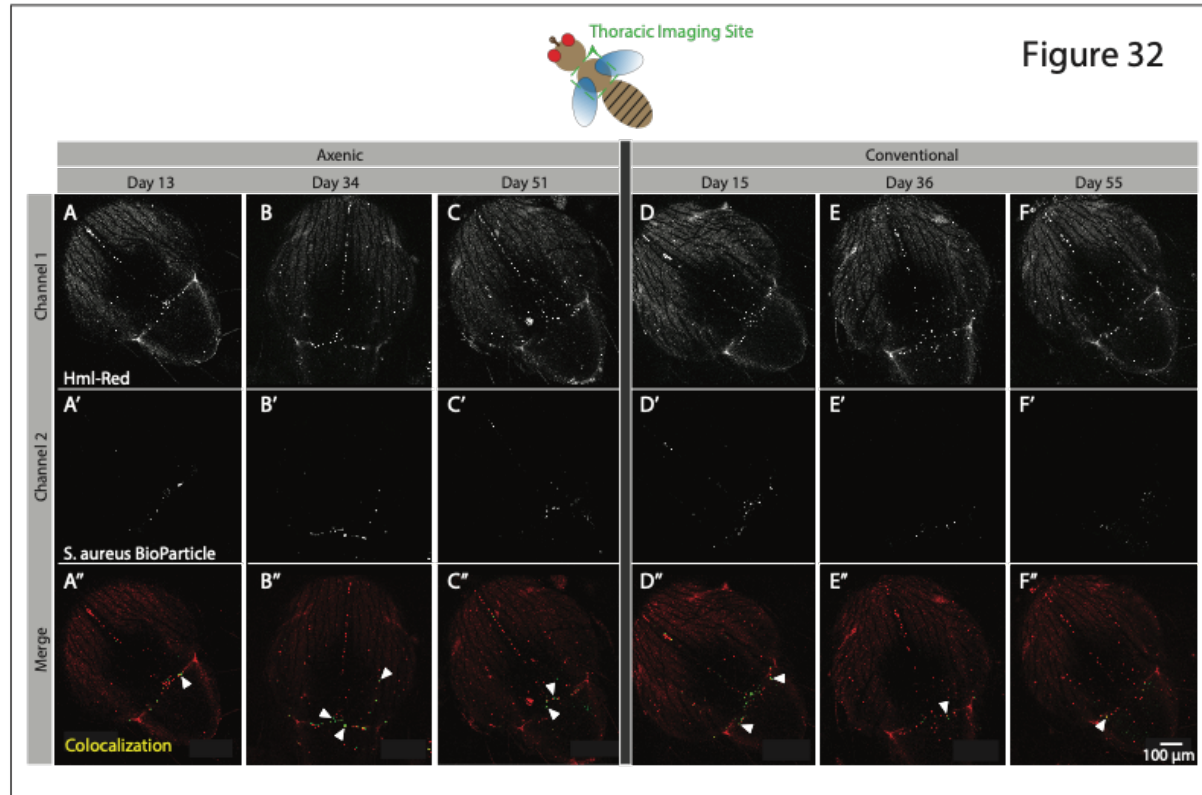 Thoracic Imaging Site
Figure 32
Axenic
Conventional
Day 13
Day 34
Day 51
Day 15
Day 36
Day 55
Channel 1
A
B
C
D
E
F
Hml-Red
Channel 2
A'
B'
C'
D'
E'
F'
S. aureus BioParticle
Merge
A"
B"
C"
D"
E"
F"
Colocalization
100 µm